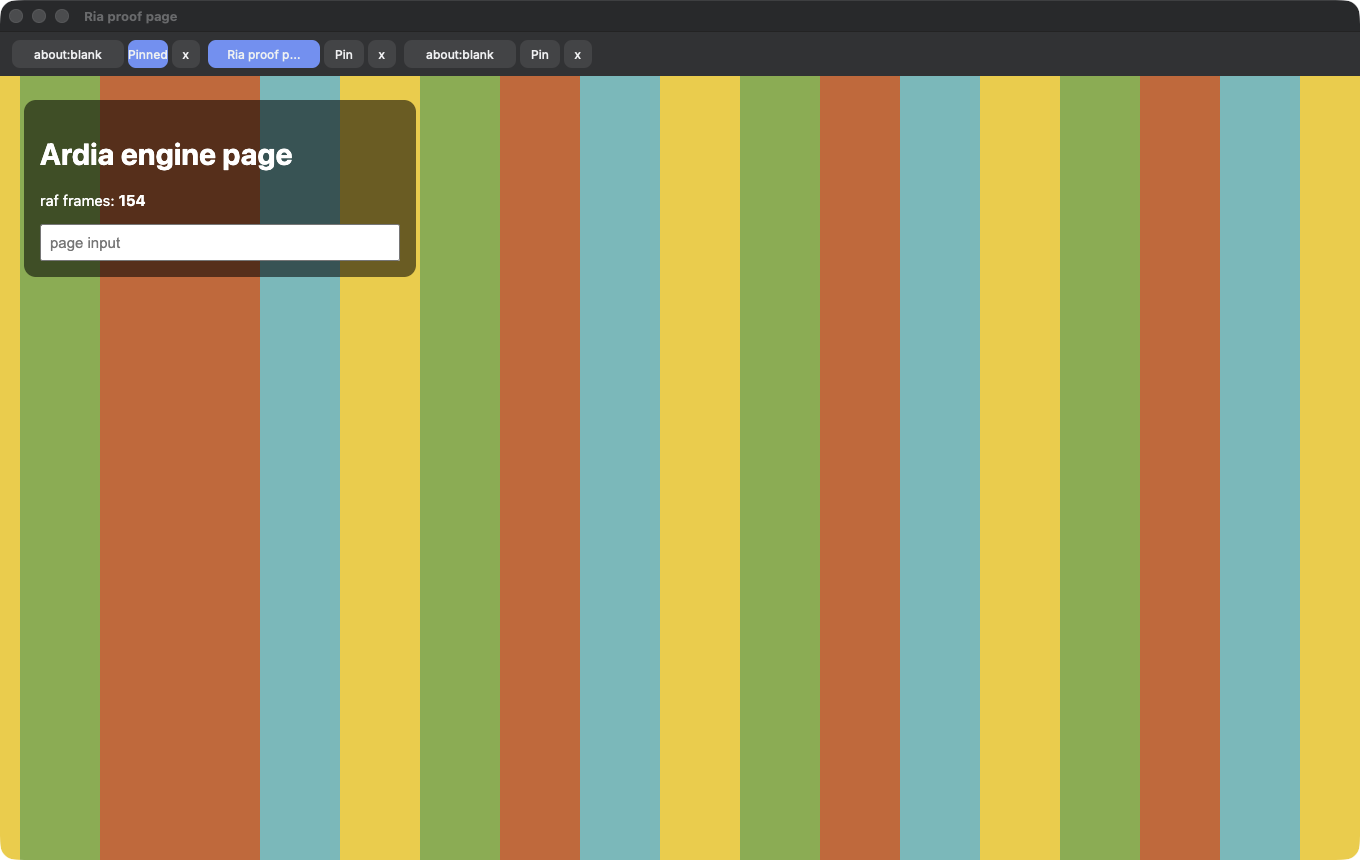 Ria proof page
about:blank Pinned x Ria proof p... Pin x about:blank Pin x
Ardia engine page
raf frames: 154
page input